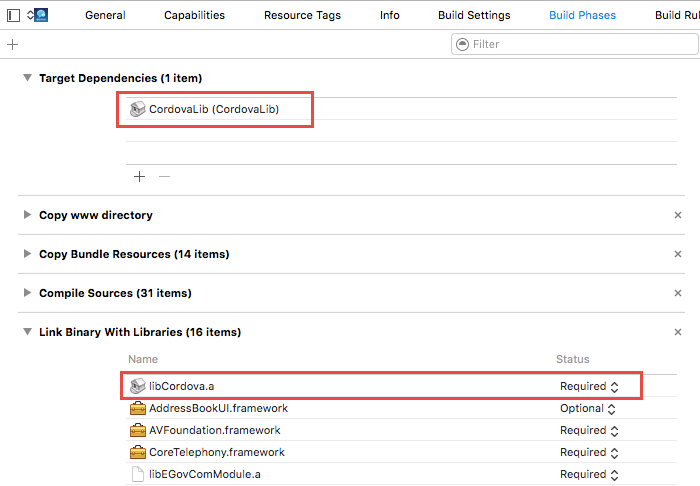 General Capabilities Resource Tags Info Build Settings Build Phases Build Ru
Filter
Target Dependencies (1 item)
CordovaLib (CordovaLib)
Copy www directory
Copy Bundle Resources (14 items)
Compile Sources (31 items)
Link Binary With Libraries (16 items)
Name Status
libCordova.a Required
AddressBookUI.framework Optional
AVFoundation.framework Required
CoreTelephony.framework Required
libEGovComModule.a Required